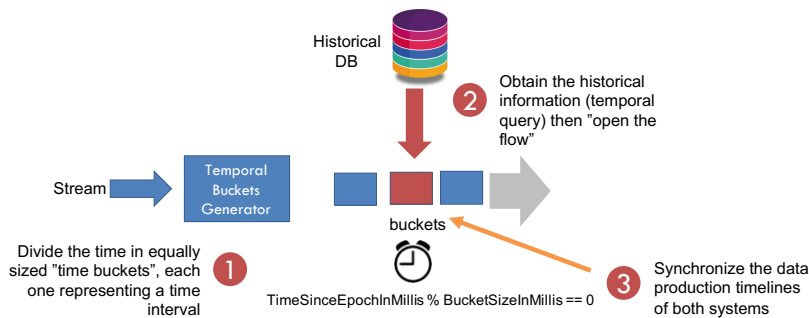 Historical
DB
2
Obtain the historical
information (temporal
query) then ”open the
flow”
Stream
Temporal
Buckets
Generator
buckets
Divide the time in equally
sized ”time buckets”, each
one representing a time
interval
1
TimeSinceEpochInMillis % BucketSizeInMillis == 0
3
Synchronize the data
production timelines
of both systems